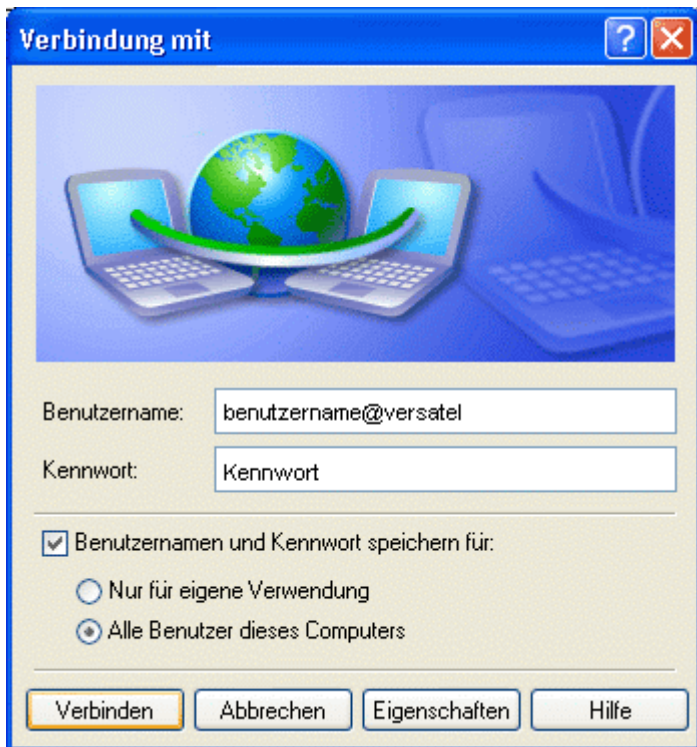 Verbindung mit
Benutzername: benutzername@versatel
Kennwort: Kennwort
Benutzernamen und Kennwort speichern für:
Nur für eigene Verwendung
Alle Benutzer dieses Computers
Verbinden Abbrechen Eigenschaften Hilfe